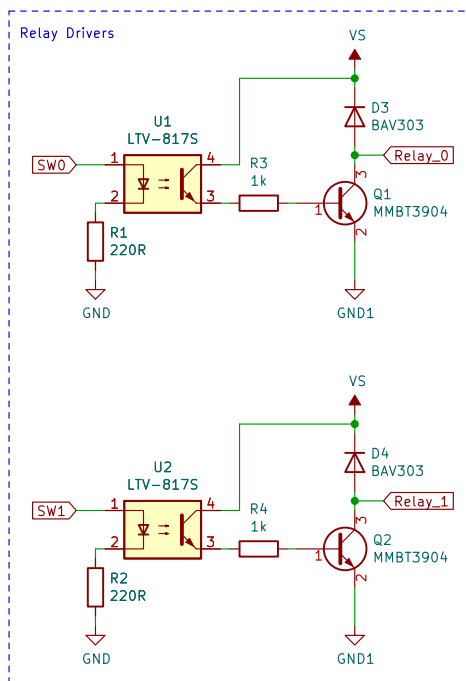 Relay Drivers
VS
U1
LTV-817S
D3
BAV303
SW0
1
4
R3
1k
3
Relay_0
2
3
1
Q1
MMBT3904
2
R1
220R
GND
GND1
VS
U2
LTV-817S
D4
BAV303
SW1
1
4
R4
1k
3
Relay_1
2
3
1
Q2
MMBT3904
2
R2
220R
GND
GND1